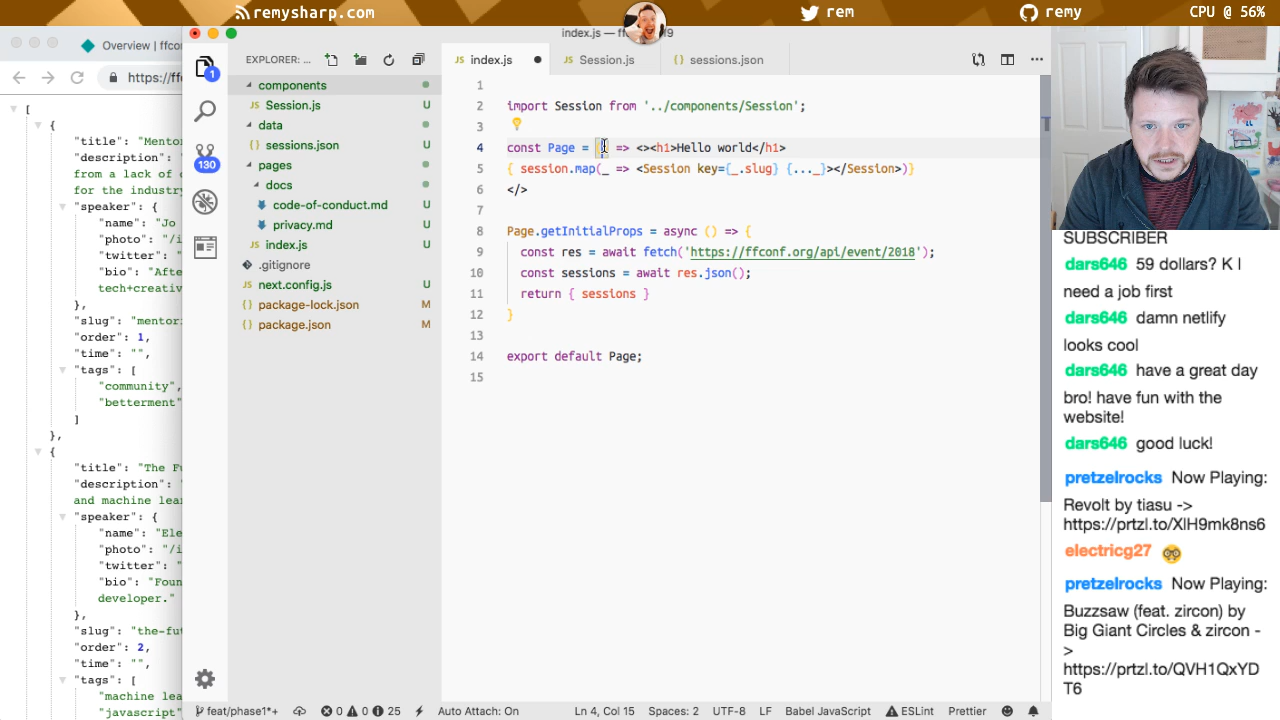 remysharp.com
rem
remy
CPU @ 56%
Overview | ffco
https://ffc
[
{
"title": "Mento
"description":
from a lack of
for the industry
"speaker": {
"name": "Jo
"photo": "/i
"twitter":
"bio": "Afte
tech+creativ
},
"slug": "mentori
"order": 1,
"time": "",
"tags": [
"community",
"betterment"
]
},
{
"title": "The Fu
"description":
and machine lear
"speaker": {
"name": "Ele
"photo": "/i
"twitter":
"bio": "Foun
developer."
},
"slug": "the-fut
"order": 2,
"time": "",
"tags": [
"machine lea
"javascript"
EXPLORER: ...
1
130
components
Session.js U
data
sessions.json U
pages
docs
code-of-conduct.md U
privacy.md U
index.js U
.gitignore
next.config.js U
package-lock.json M
package.json M
JS index.js
JS Session.js
{} sessions.json
1
2 import Session from '../components/Session';
3
4 const Page = () => <><h1>Hello world</h1>
5 { session.map(_ => <Session key={_.slug} {..._}></Session>)}
6 </>
7
8 Page.getInitialProps = async () => {
9 const res = await fetch('https://ffconf.org/api/event/2018');
10 const sessions = await res.json();
11 return { sessions }
12 }
13
14 export default Page;
15
feat/phase1*+
0 0 25
Auto Attach: On
Ln 4, Col 15
Spaces: 2
UTF-8
LF
Babel JavaScript
ESLint
Prettier
SUBSCRIBER
dars646 59 dollars? K I
need a job first
dars646 damn netlify
looks cool
dars646 have a great day
bro! have fun with the
website!
dars646 good luck!
pretzelrocks Now Playing:
Revolt by tiasu ->
https://prtzl.to/XlH9mk8ns6
electricg27
pretzelrocks Now Playing:
Buzzsaw (feat. zircon) by
Big Giant Circles & zircon -
>
https://prtzl.to/QVH1QxYD
T6